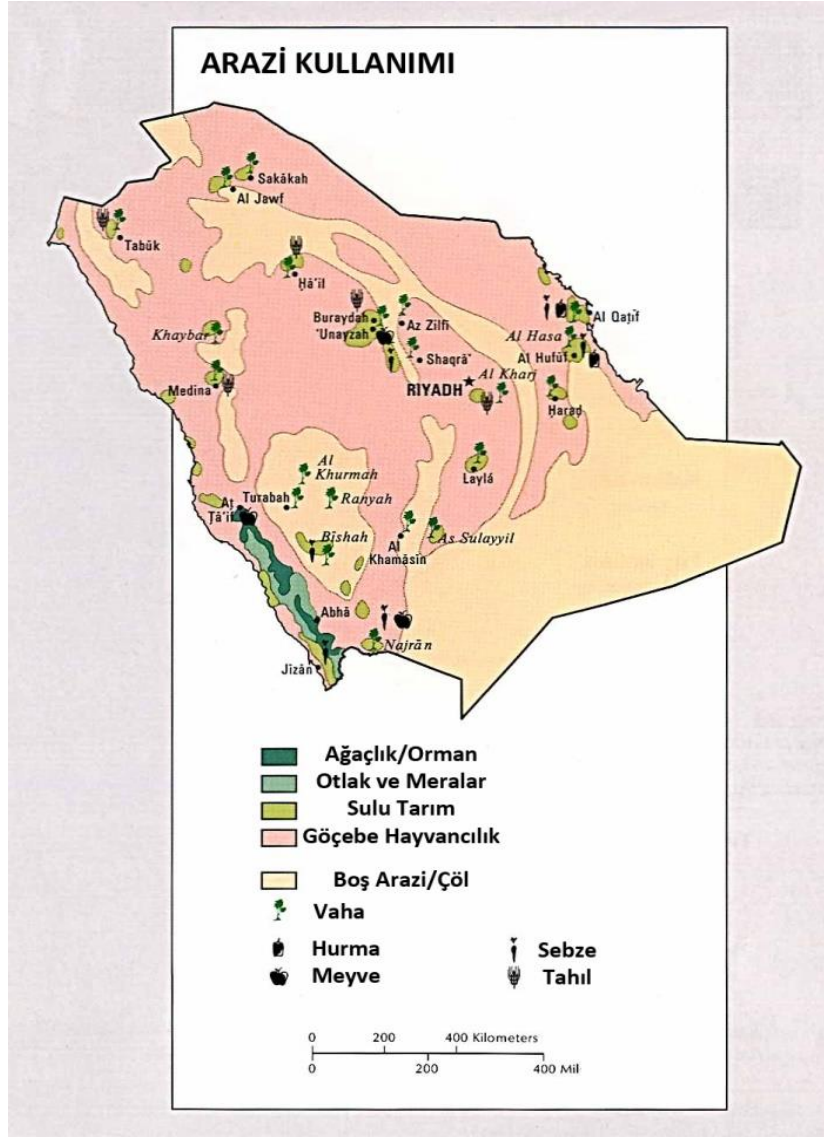 ARAZİ KULLANIMI
Sakākah
Al Jawf
Tabūk
Ḥā'il
Buraydah
'Unayzah
Az Zilfī
Shaqrā'
Khaybar
Medina
RIYADH
Al Kharj
Al Qaṭīf
Al Hasa
Al Hufūf
Ḥaraḍ
Laylá
Al
Khurmah
Turabah
Ranyah
Aṭ
Ṭā'if
Bīshah
Al
Khamāsīn
As Sulayyil
Abhā
Najrān
Jīzān
Ağaçlık/Orman
Otlak ve Meralar
Sulu Tarım
Göçebe Hayvancılık
Boş Arazi/Çöl
Vaha
Hurma
Sebze
Meyve
Tahıl
0 200 400 Kilometers
0 200 400 Mil